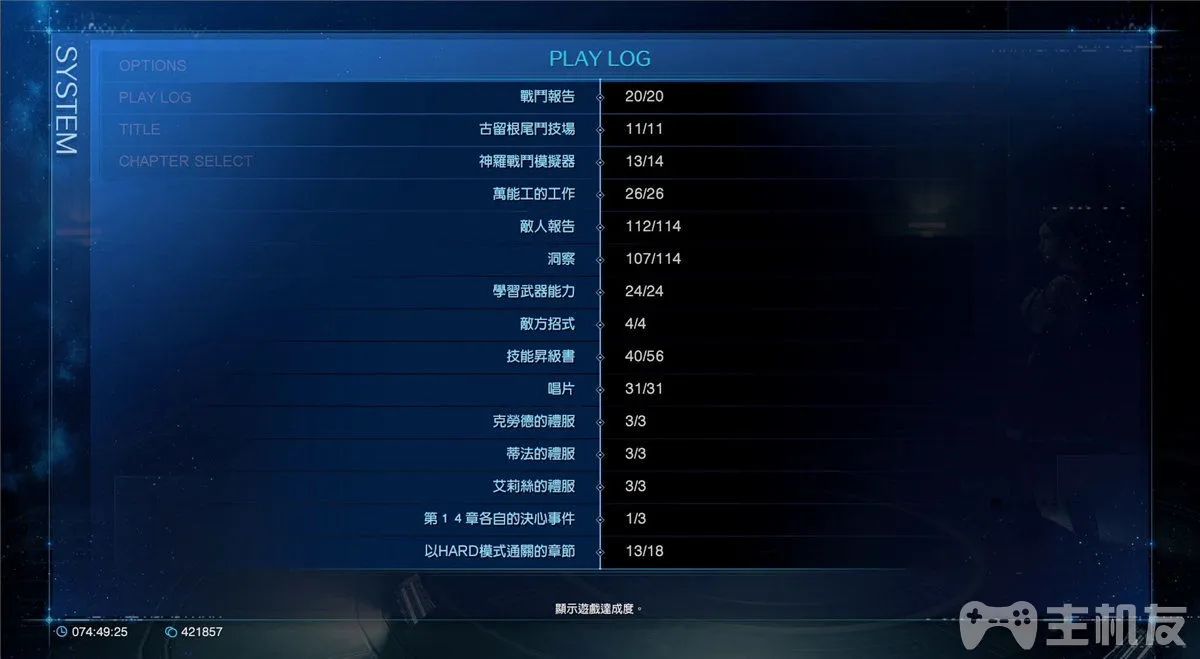 SYSTEM
OPTIONS
PLAY LOG
TITLE
CHAPTER SELECT
PLAY LOG
戰鬥報告 20/20
古留根尾鬥技場 11/11
神羅戰鬥模擬器 13/14
萬能工的工作 26/26
敵人報告 112/114
洞察 107/114
學習武器能力 24/24
敵方招式 4/4
技能昇級書 40/56
唱片 31/31
克勞德的禮服 3/3
蒂法的禮服 3/3
艾莉絲的禮服 3/3
第14章各自的決心事件 1/3
以HARD模式通關的章節 13/18
顯示遊戲達成度。
074:49:25 421857
主机友